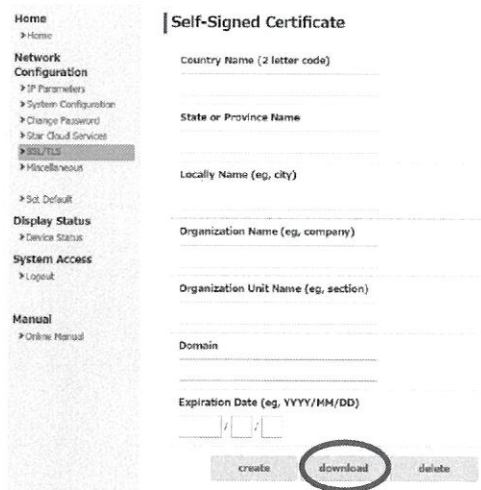 Home
Home
Network
Configuration
IP Parameters
System Configuration
Change Password
Star Cloud Services
SSL/TLS
Miscellaneous
Set Default
Display Status
Device Status
System Access
Logout
Manual
Online Manual
Self-Signed Certificate
Country Name (2 letter code)
State or Province Name
Locally Name (eg, city)
Organization Name (eg, company)
Organization Unit Name (eg, section)
Domain
Expiration Date (eg, YYYY/MM/DD)
/ /
create download delete